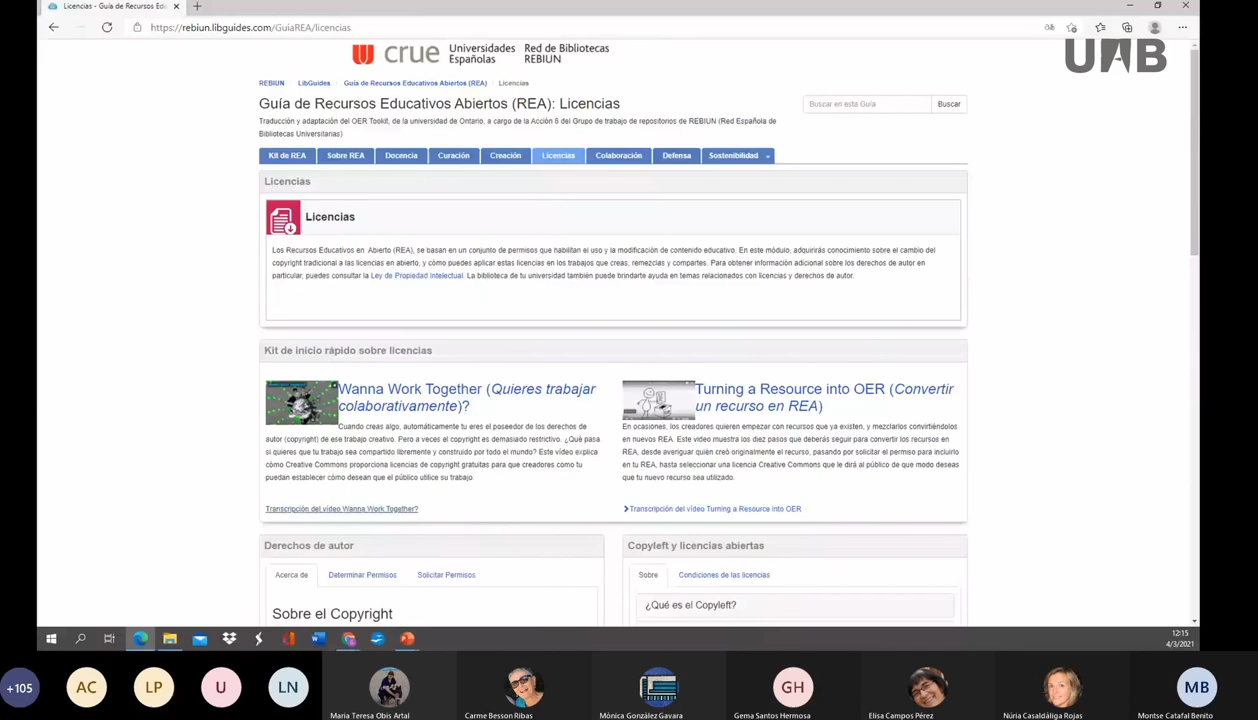 Licencias - Guía de Recursos Educ
https://rebiun.libguides.com/GuiaREA/licencias
UAB
crue Universidades Españolas Red de Bibliotecas REBIUN
REBIUN LibGuides Guía de Recursos Educativos Abiertos (REA) Licencias
Guía de Recursos Educativos Abiertos (REA): Licencias
Buscar en esta Guía Buscar
Traducción y adaptación del OER Tookit, de la universidad de Ontario, a cargo de la Acción 6 del Grupo de trabajo de repositorios de REBIUN (Red Española de
Bibliotecas Universitarias)
Kit de REA Sobre REA Docencia Curación Creación Licencias Colaboración Defensa Sostenibilidad
Licencias
Licencias
Los Recursos Educativos en Abierto (REA), se basan en un conjunto de permisos que habilitan el uso y la modificación de contenido educativo. En este módulo, adquirirás conocimiento sobre el cambio del
copyright tradicional a las licencias en abierto, y cómo puedes aplicar estas licencias en los trabajos que creas, remezclas y compartes. Para obtener información adicional sobre los derechos de autor en
particular, puedes consultar la Ley de Propiedad Intelectual. La biblioteca de tu universidad también puede brindarte ayuda en temas relacionados con licencias y derechos de autor.
Kit de inicio rápido sobre licencias
Wanna Work Together (Quieres trabajar
colaborativamente)?
Cuando creas algo, automáticamente tu eres el poseedor de los derechos de
autor (copyright) de ese trabajo creativo. Pero a veces el copyright es demasiado restrictivo. ¿Qué pasa
si quieres que tu trabajo sea compartido libremente y construido por todo el mundo? Este vídeo explica
cómo Creative Commons proporciona licencias de copyright gratuitas para que creadores como tu
puedan establecer cómo desean que el público utilice su trabajo
Transcripción del vídeo Wanna Work Together?
Turning a Resource into OER (Convertir
un recurso en REA)
En ocasiones, los creadores quieren empezar con recursos que ya existen, y mezclarlos convirtiéndolos
en nuevos REA. Este video muestra los diez pasos que deberás seguir para convertir los recursos en
REA, desde averiguar quién creó originalmente el recurso, pasando por solicitar el permiso para incluirlo
en tu REA, hasta seleccionar una licencia Creative Commons que le dirá al público de que modo deseas
que tu nuevo recurso sea utilizado.
Transcripción del vídeo Turning a Resource into OER
Derechos de autor
Acerca de Determinar Permisos Solicitar Permisos
Sobre el Copyright
Copyleft y licencias abiertas
Sobre Condiciones de las licencias
¿Qué es el Copyleft?
12:15
4/3/2021
+105 AC LP U LN GH MB
Maria Teresa Obis Artal Carme Besson Ribas Mònica González Gavara Gema Santos Hermosa Elisa Campos Pérez Núria Casaldàliga Rojas Montse Catafal Benito